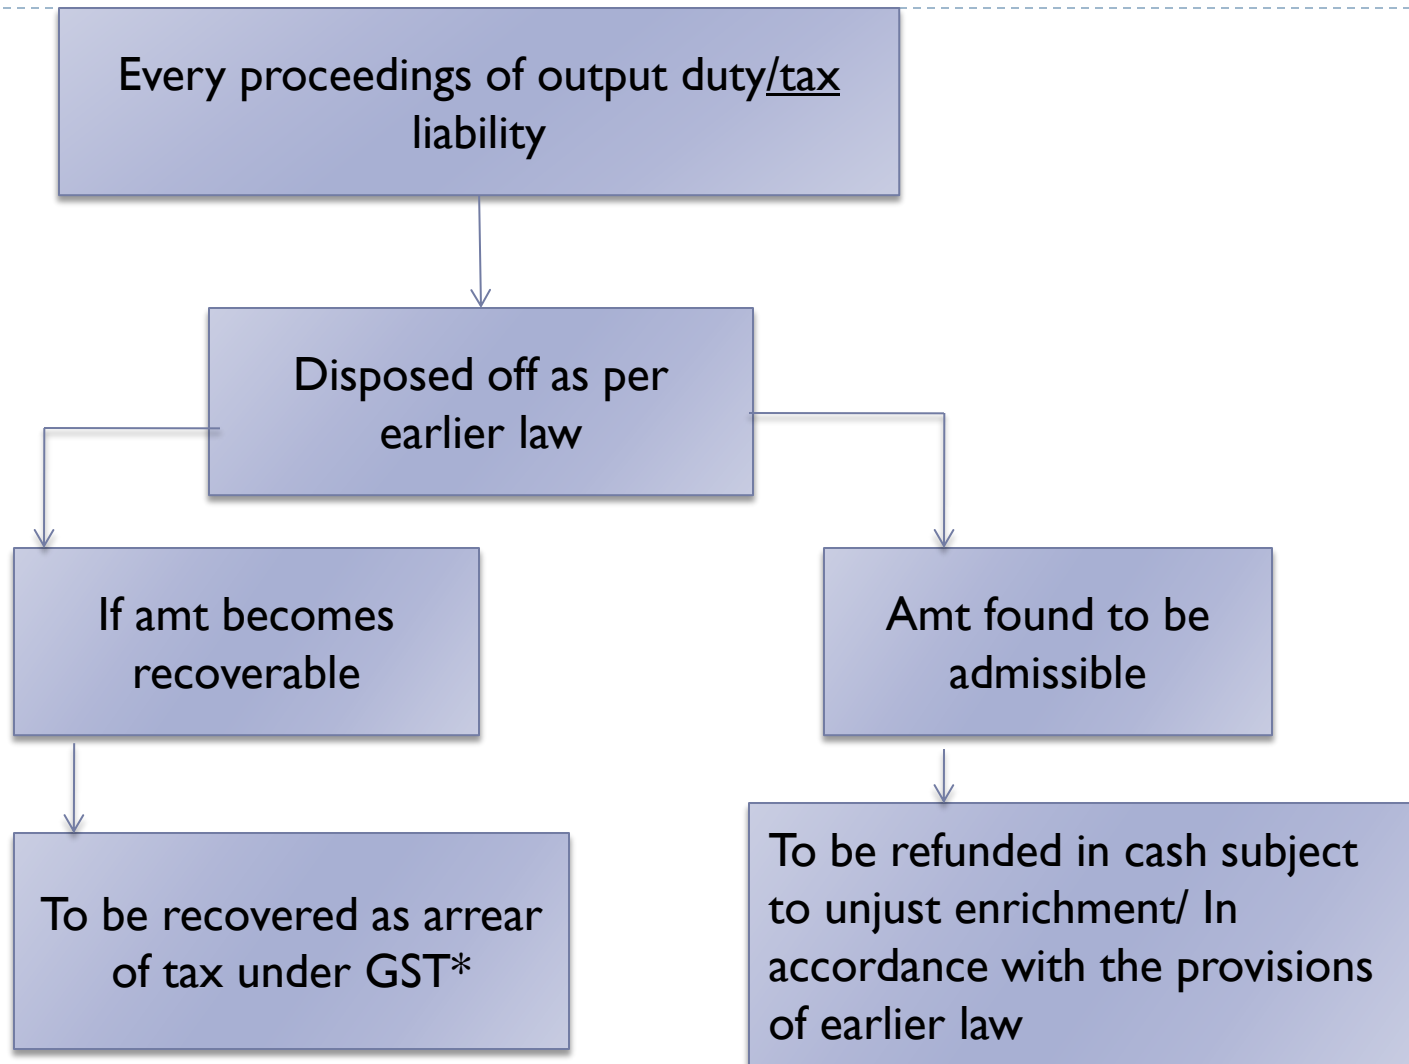 Every proceedings of output duty/tax
liability
Disposed off as per
earlier law
If amt becomes
recoverable
Amt found to be
admissible
To be recovered as arrear
of tax under GST*
To be refunded in cash subject
to unjust enrichment/ In
accordance with the provisions
of earlier law